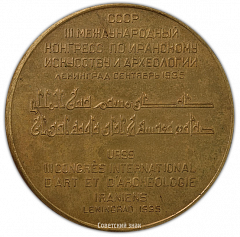 СССР
III МЕЖДУНАРОДНЫЙ
КОНГРЕСС ПО ИРАНСКОМУ
ИСКУССТВУ И АРХЕОЛОГИИ
ЛЕНИНГРАД СЕНТЯБРЬ 1935
URSS
III CONGRÈS INTERNATIONAL
D'ART ET D'ARCHÉOLOGIE
IRANIENS
LENINGRAD 1935
Советский знак